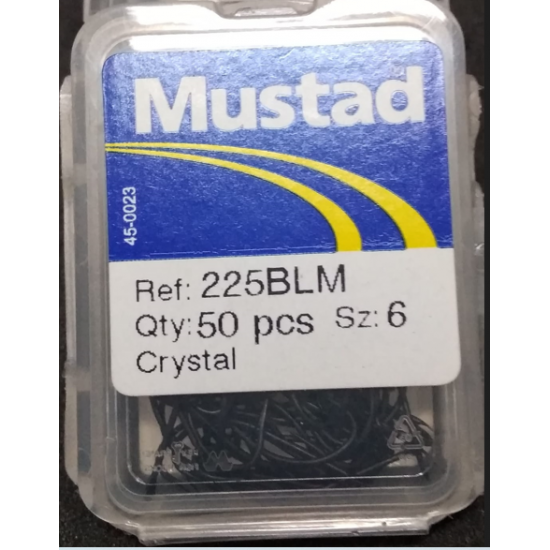 Mustad
45-0023
Ref: 225BLM
Qty: 50 pcs Sz: 6
Crystal